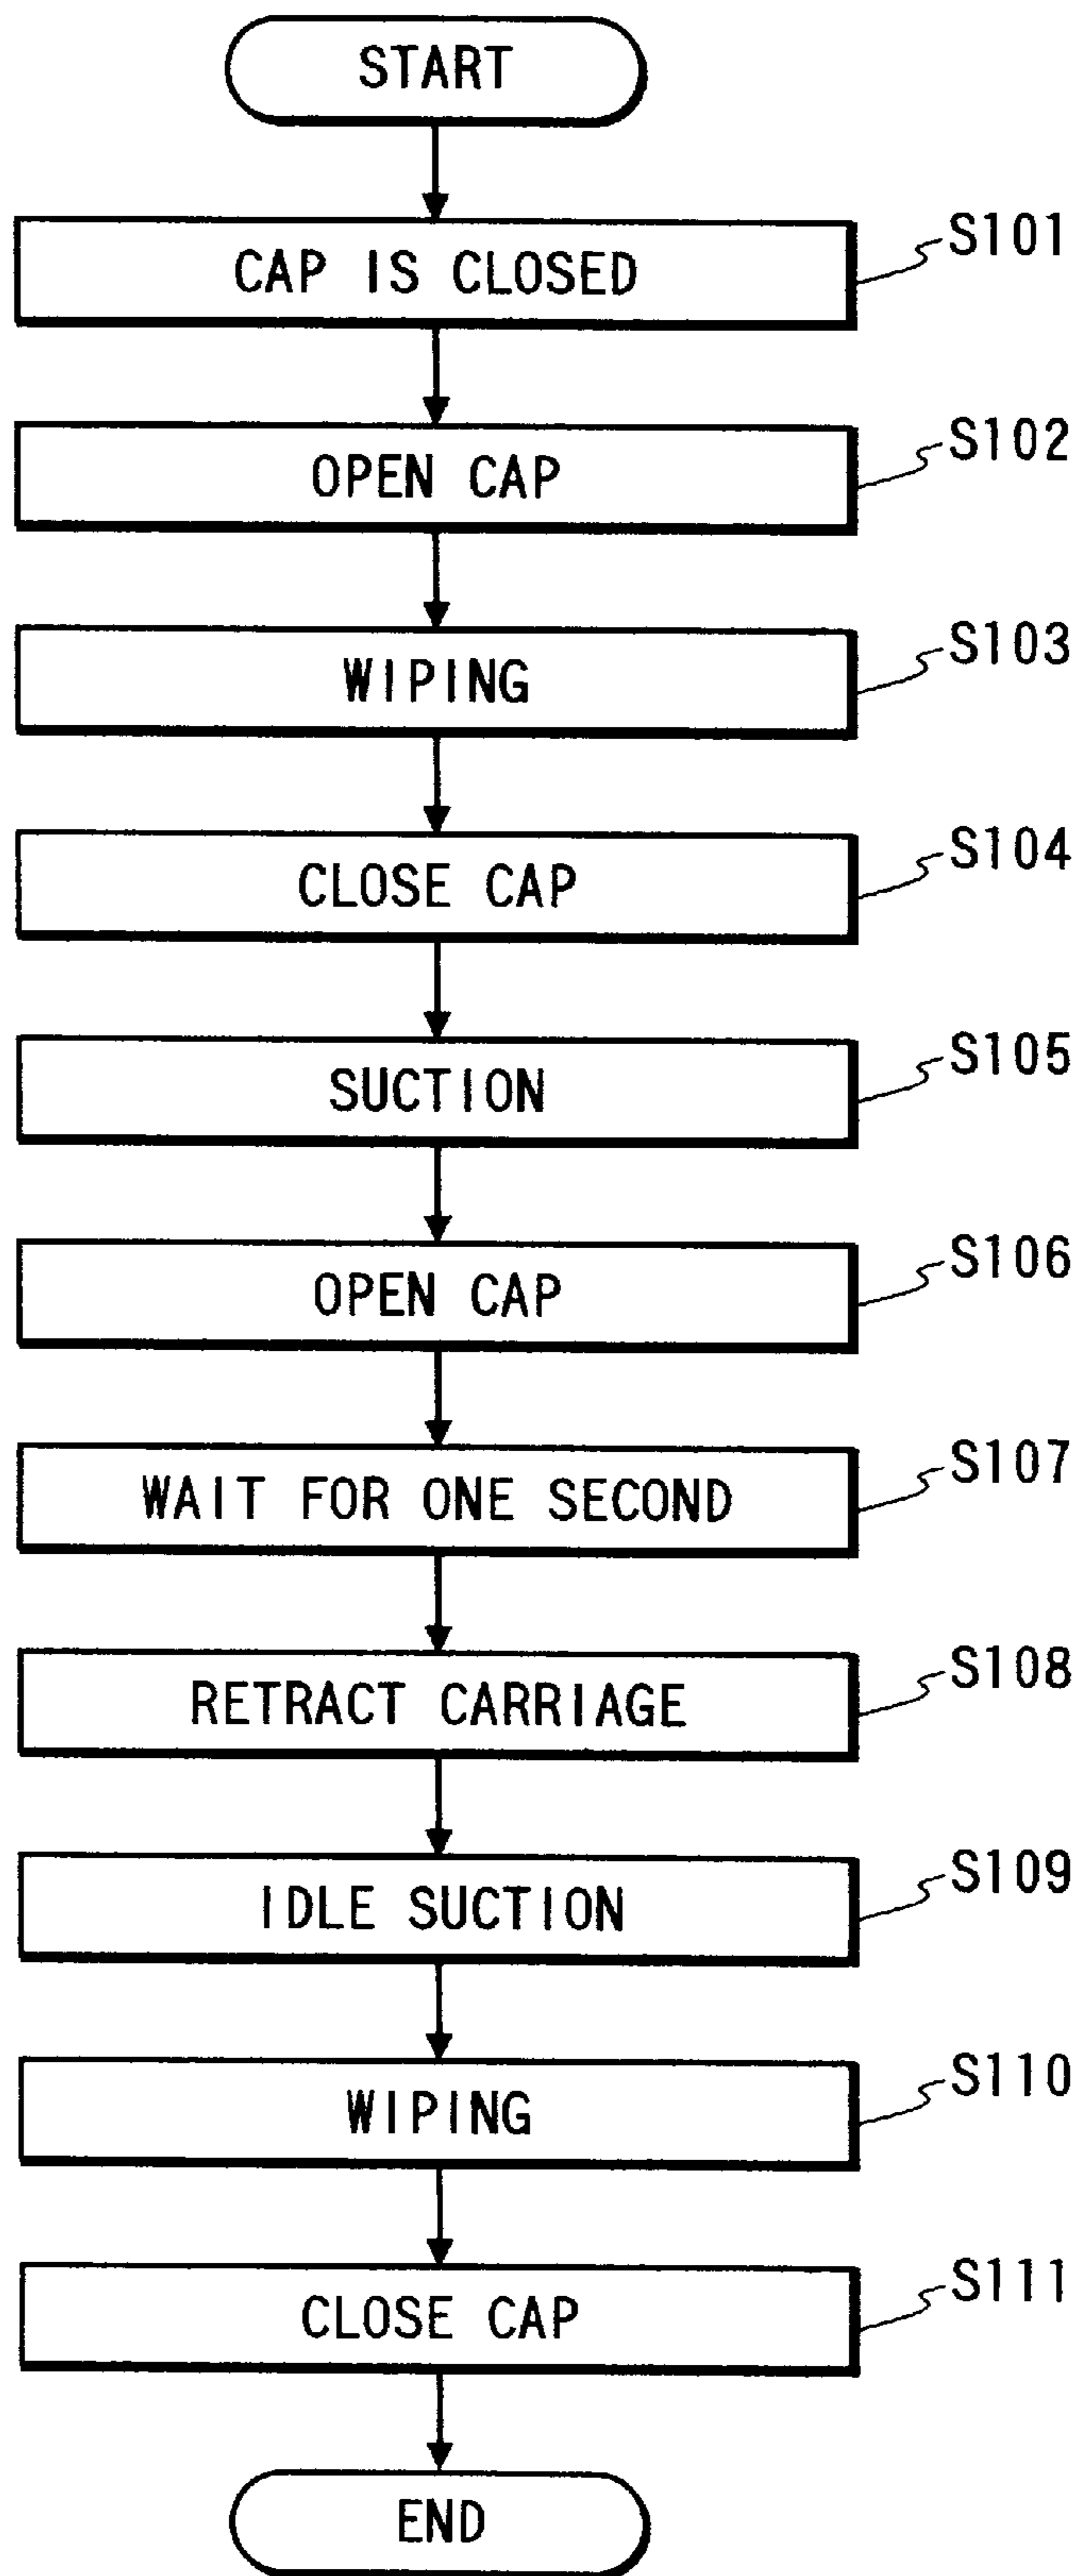 START
CAP IS CLOSED
S101
OPEN CAP
S102
WIPING
S103
CLOSE CAP
S104
SUCTION
S105
OPEN CAP
S106
WAIT FOR ONE SECOND
S107
RETRACT CARRIAGE
S108
IDLE SUCTION
S109
WIPING
S110
CLOSE CAP
S111
END